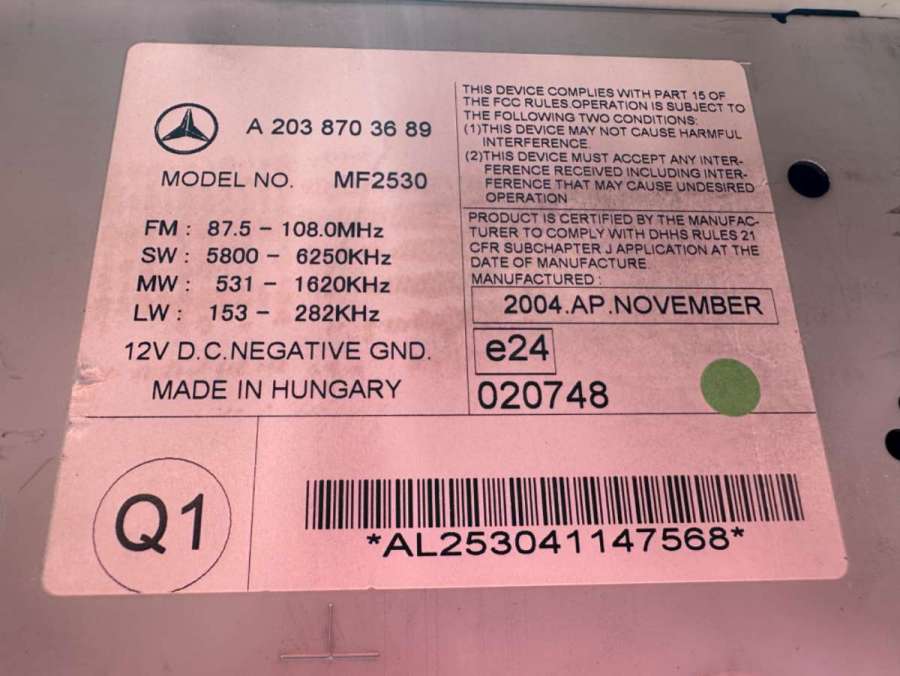 A 203 870 3689
MODEL NO. MF2530
FM : 87.5 - 108.0MHz
SW : 5800 - 6250KHz
MW : 531 - 1620KHz
LW : 153 - 282KHz
12V D.C.NEGATIVE GND.
MADE IN HUNGARY
THIS DEVICE COMPLIES WITH PART 15 OF
THE FCC RULES.OPERATION IS SUBJECT TO
THE FOLLOWING TWO CONDITIONS:
(1)THIS DEVICE MAY NOT CAUSE HARMFUL
INTERFERENCE.
(2)THIS DEVICE MUST ACCEPT ANY INTER-
FERENCE RECEIVED INCLUDING INTER-
FERENCE THAT MAY CAUSE UNDESIRED
OPERATION
PRODUCT IS CERTIFIED BY THE MANUFAC-
TURER TO COMPLY WITH DHHS RULES 21
CFR SUBCHAPTER J APPLICATION AT THE
DATE OF MANUFACTURE.
MANUFACTURED :
2004.AP.NOVEMBER
e24
020748
Q1
*AL253041147568*